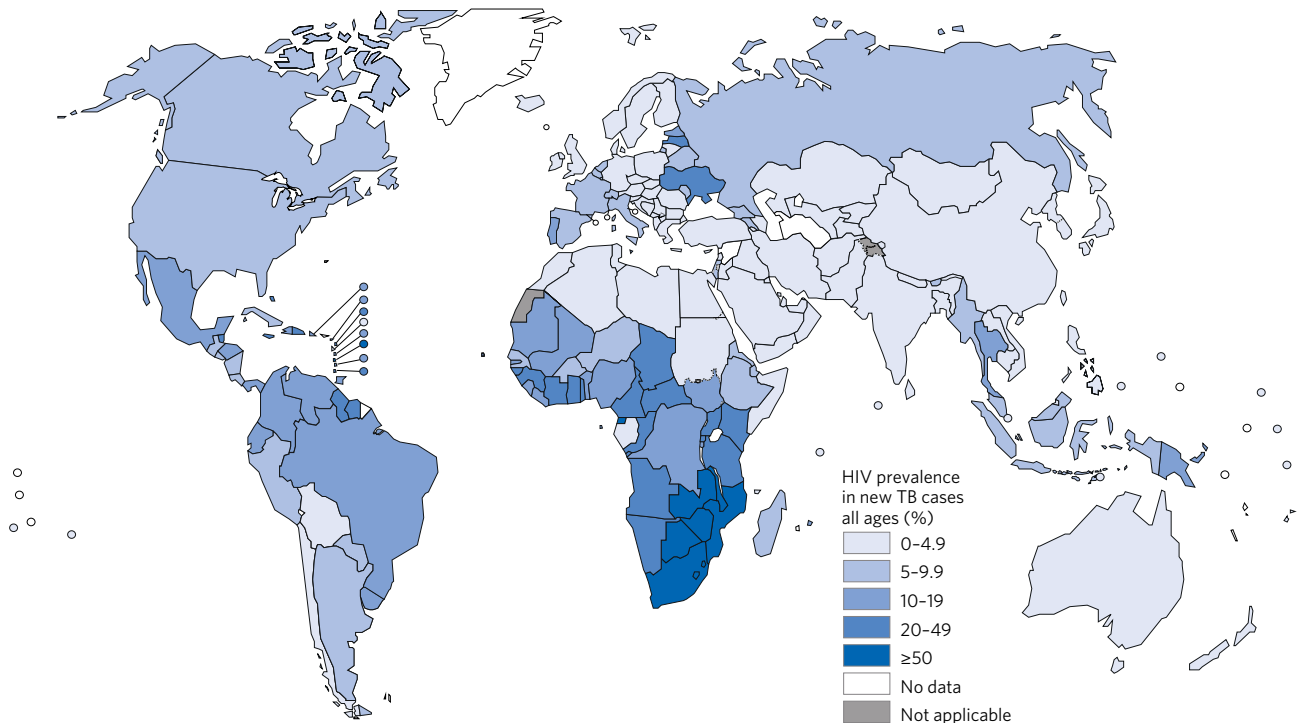 HIV prevalence
in new TB cases
all ages (%)
0–4.9
5–9.9
10–19
20–49
≥50
No data
Not applicable